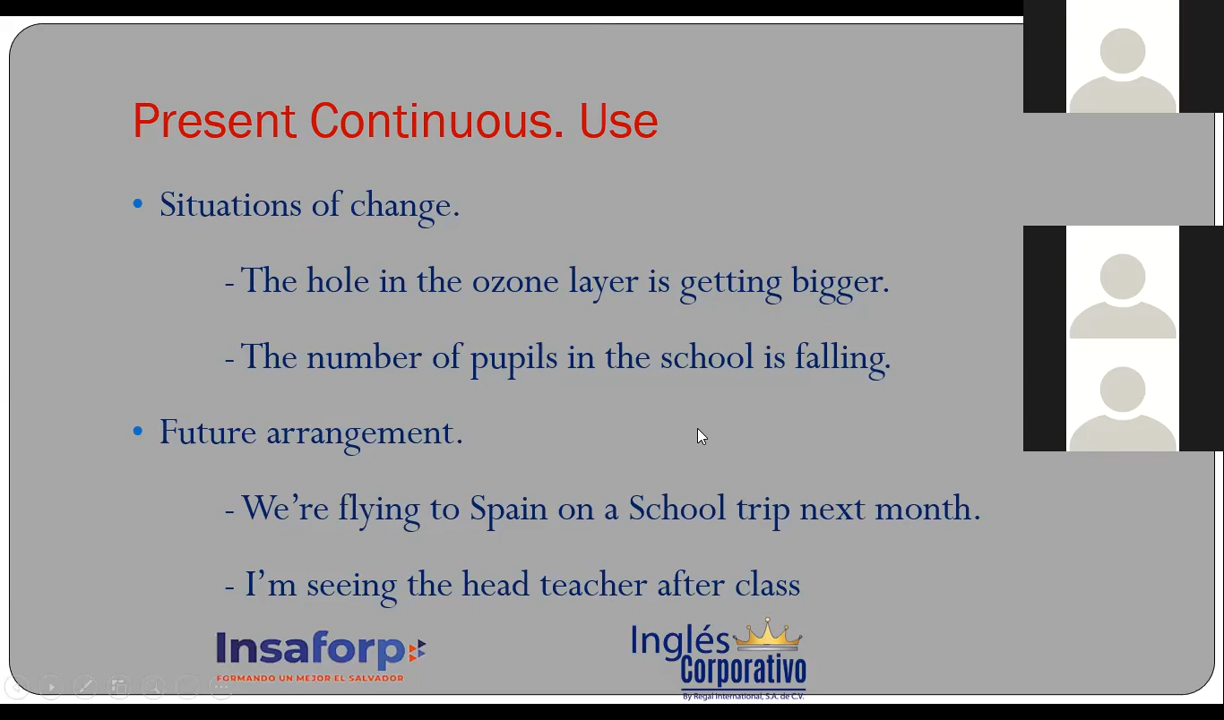 Present Continuous. Use
• Situations of change.
- The hole in the ozone layer is getting bigger.
- The number of pupils in the school is falling.
• Future arrangement.
- We’re flying to Spain on a School trip next month.
- I’m seeing the head teacher after class
Insaforp
FORMANDO UN MEJOR EL SALVADOR
Inglés
Corporativo
By Regal International, S.A. de C.V.